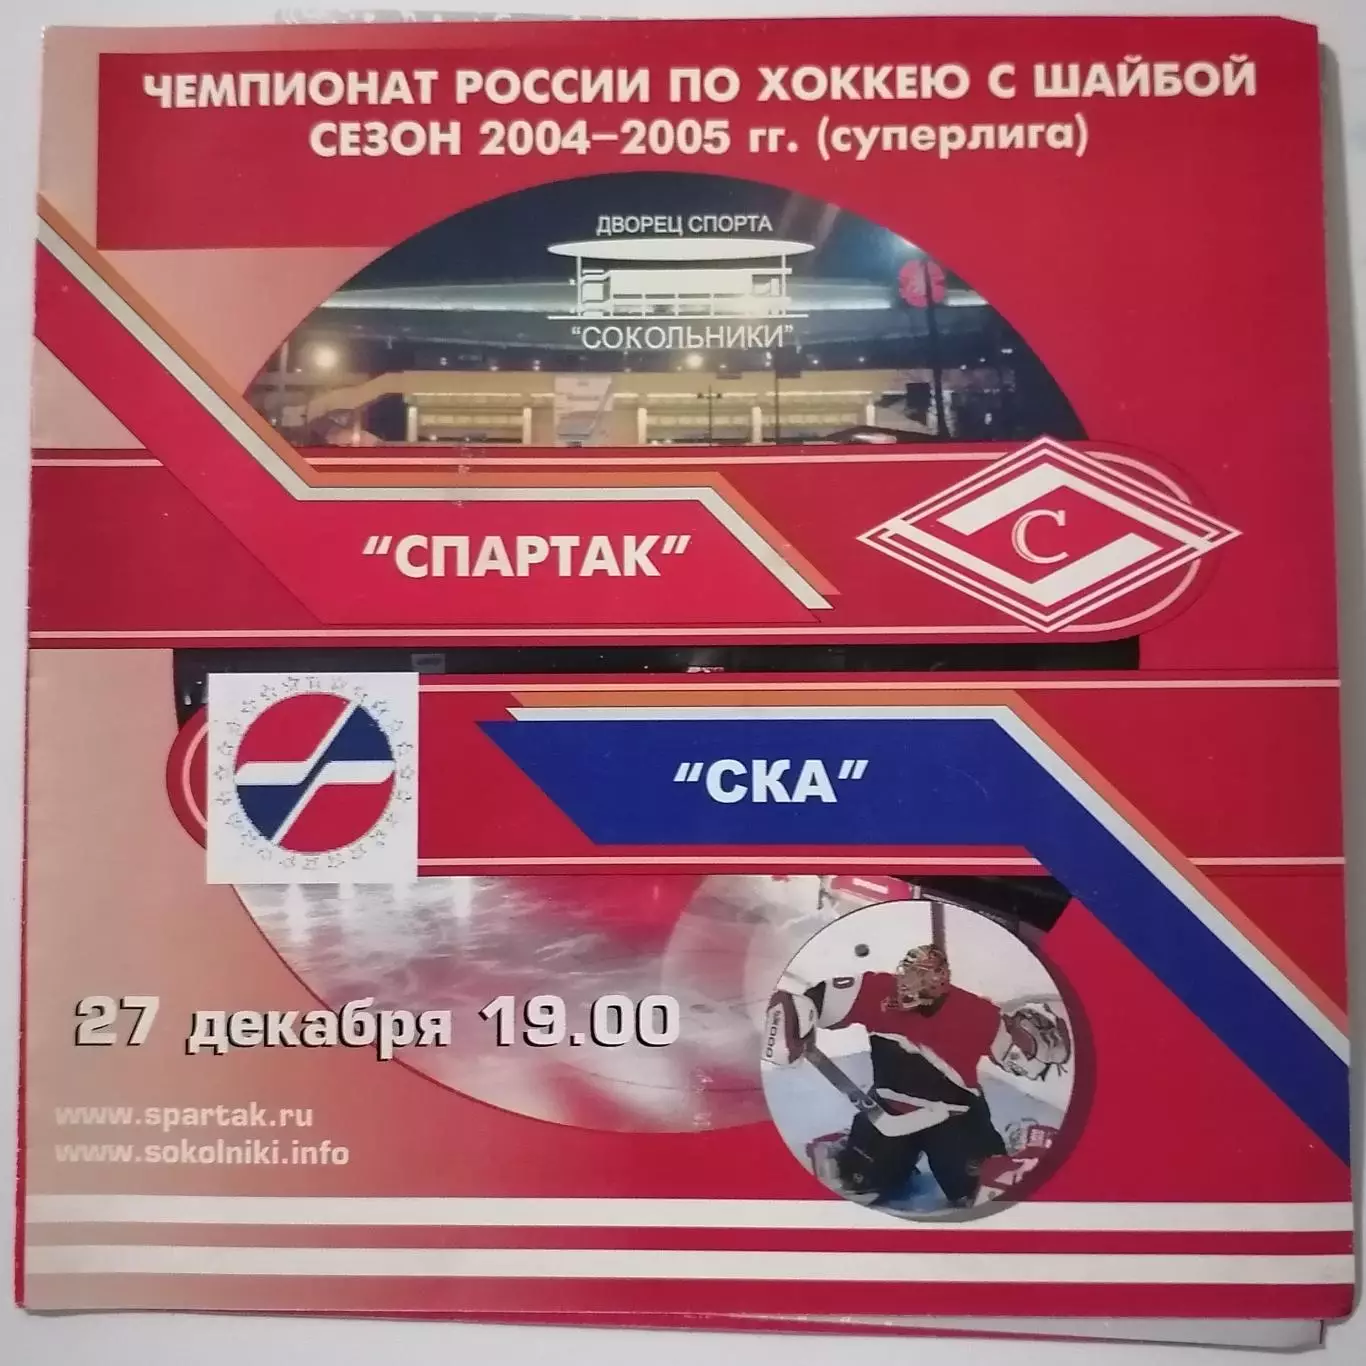 ЧЕМПИОНАТ РОССИИ ПО ХОККЕЮ С ШАЙБОЙ
СЕЗОН 2004–2005 гг. (суперлига)
ДВОРЕЦ СПОРТА
"СОКОЛЬНИКИ"
"СПАРТАК"
С
"СКА"
27 декабря 19.00
www.spartak.ru
www.sokolniki.info